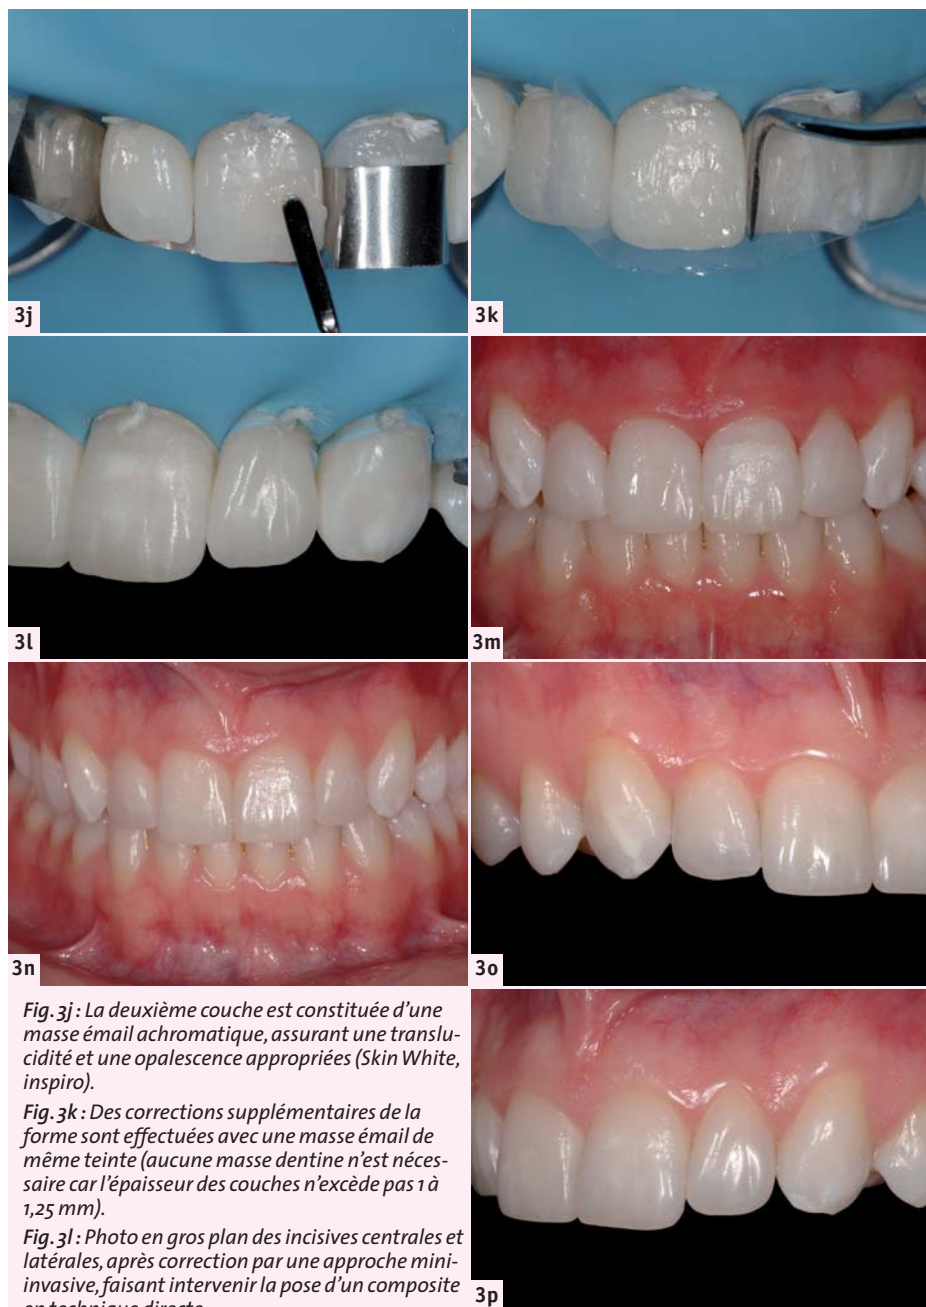 3j
3k
3l
3m
3n
3o
Fig. 3j : La deuxième couche est constituée d’une
masse émail achromatique, assurant une translu-
cidité et une opalescence appropriées (Skin White,
inspiro).
Fig. 3k : Des corrections supplémentaires de la
forme sont effectuées avec une masse émail de
même teinte (aucune masse dentine n’est néces-
saire car l’épaisseur des couches n’excède pas 1 à
1,25 mm).
Fig. 3l : Photo en gros plan des incisives centrales et
latérales, après correction par une approche mini-
invasive, faisant intervenir la pose d’un composite
en technique directe
3p